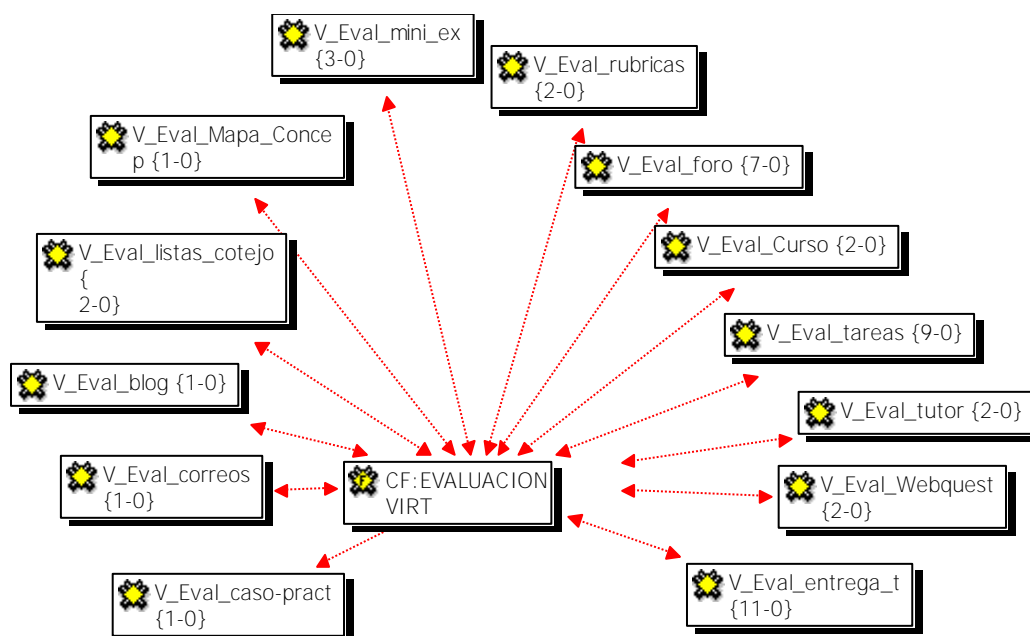 V_Eval_mini_ex
{3-0}
V_Eval_rubricas
{2-0}
V_Eval_Mapa_Conce
p {1-0}
V_Eval_foro {7-0}
V_Eval_listas_cotejo
{
2-0}
V_Eval_Curso {2-0}
V_Eval_tareas {9-0}
V_Eval_blog {1-0}
V_Eval_tutor {2-0}
V_Eval_correos
{1-0}
F
CF:EVALUACION
VIRT
V_Eval_Webquest
{2-0}
V_Eval_caso-pract
{1-0}
V_Eval_entrega_t
{11-0}